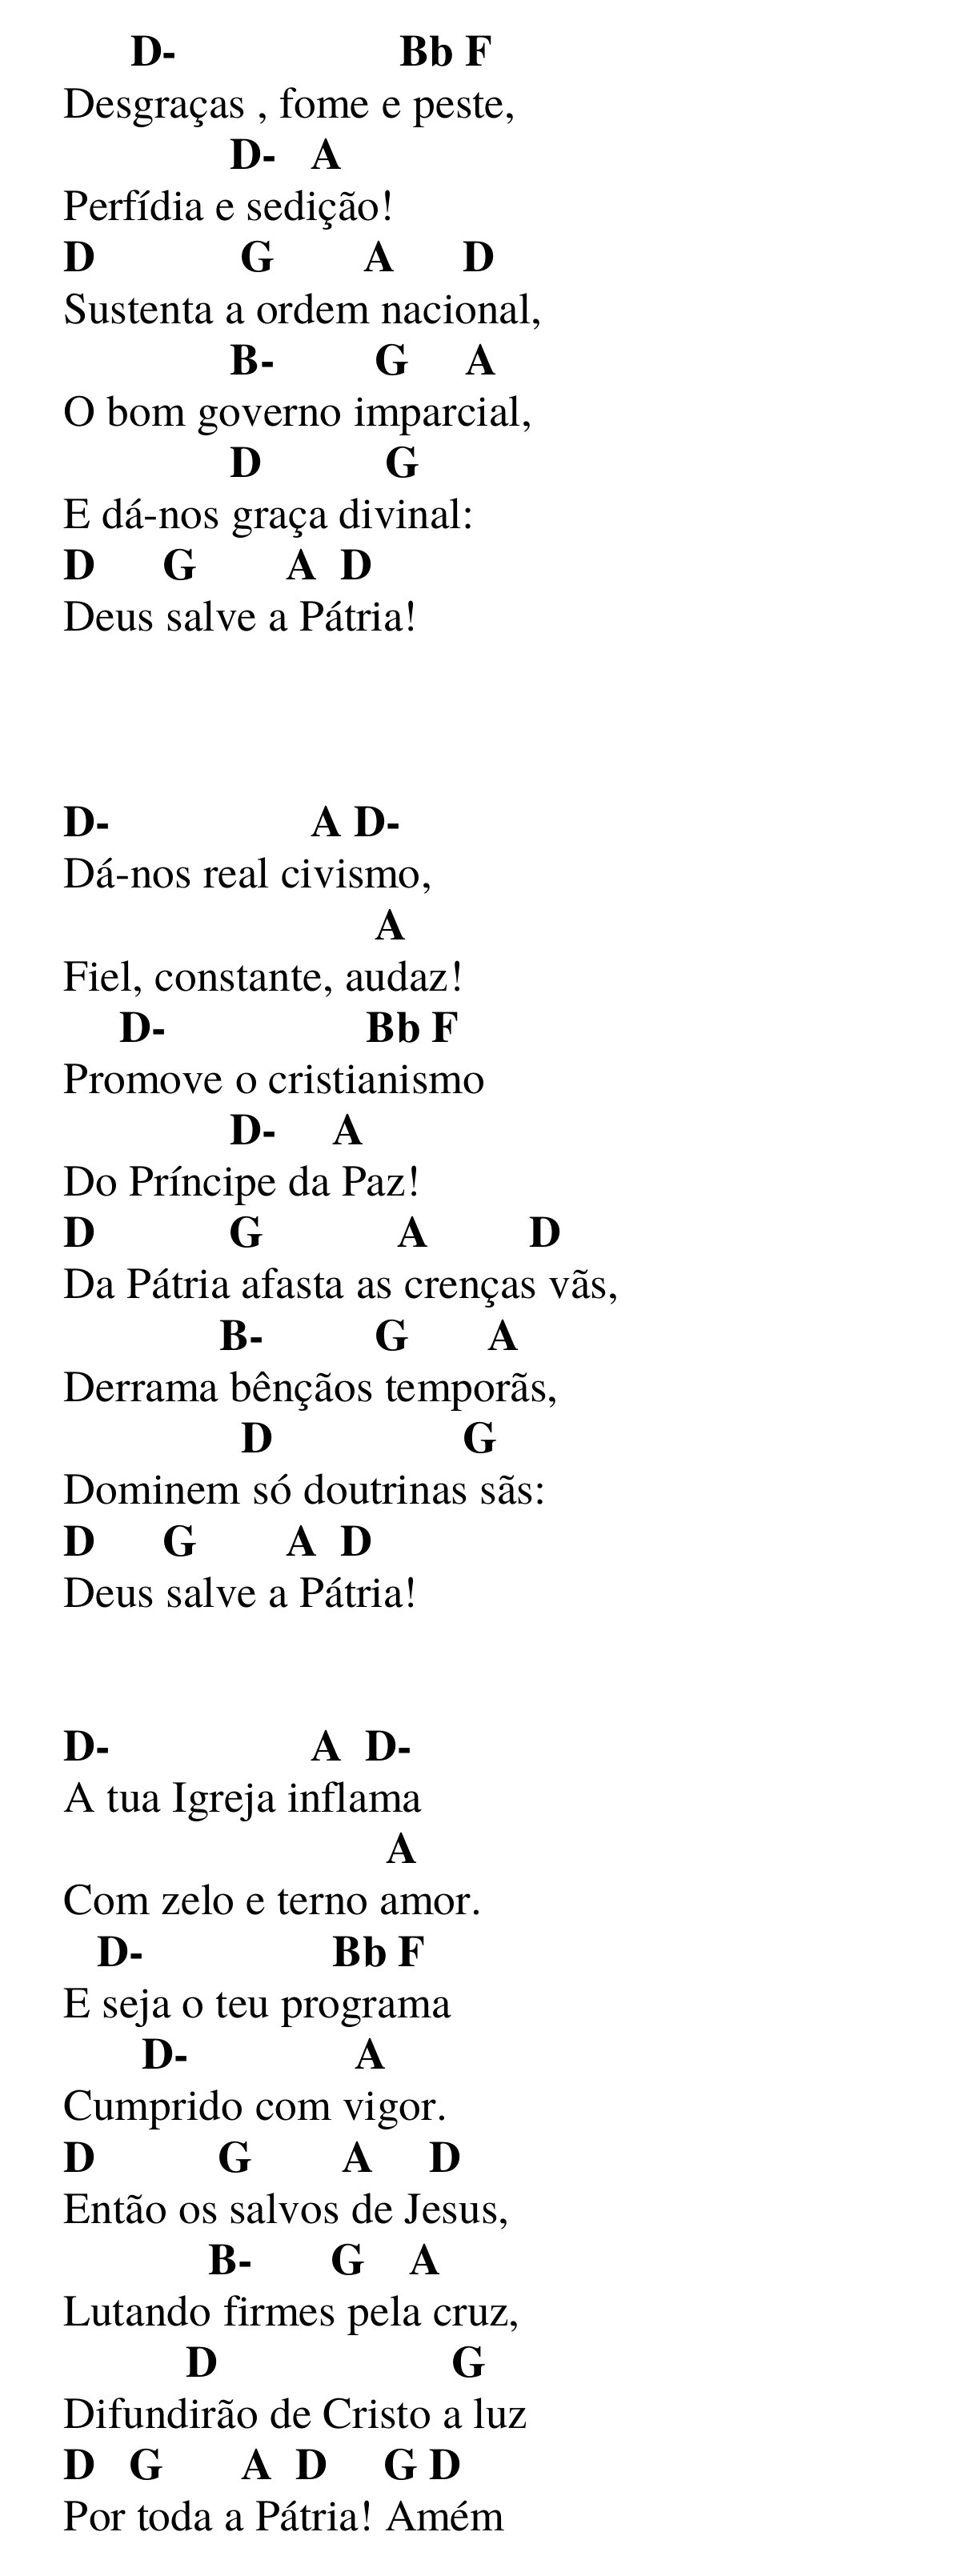 D- Bb F
Desgraças , fome e peste,
D- A
Perfídia e sedição!
D G A D
Sustenta a ordem nacional,
B- G A
O bom governo imparcial,
D G
E dá-nos graça divinal:
D G A D
Deus salve a Pátria!
D- A D-
Dá-nos real civismo,
A
Fiel, constante, audaz!
D- Bb F
Promove o cristianismo
D- A
Do Príncipe da Paz!
D G A D
Da Pátria afasta as crenças vãs,
B- G A
Derrama bênçãos temporãs,
D G
Dominem só doutrinas sãs:
D G A D
Deus salve a Pátria!
D- A D-
A tua Igreja inflama
A
Com zelo e terno amor.
D- Bb F
E seja o teu programa
D- A
Cumprido com vigor.
D G A D
Então os salvos de Jesus,
B- G A
Lutando firmes pela cruz,
D G
Difundirão de Cristo a luz
D G A D G D
Por toda a Pátria! Amém